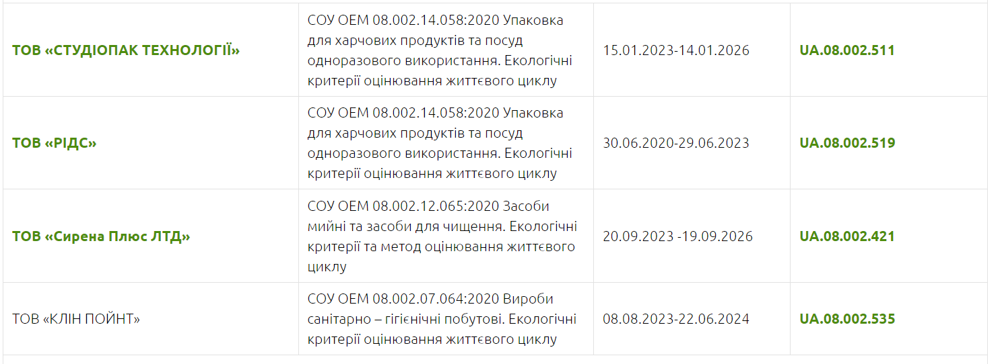 ТОВ «СТУДІОПАК ТЕХНОЛОГІЇ»
СОУ ОЕМ 08.002.14.058:2020 Упаковка
для харчових продуктів та посуд
одноразового використання. Екологічні
критерії оцінювання життєвого циклу
15.01.2023-14.01.2026
UA.08.002.511
ТОВ «РІДС»
СОУ ОЕМ 08.002.14.058:2020 Упаковка
для харчових продуктів та посуд
одноразового використання. Екологічні
критерії оцінювання життєвого циклу
30.06.2020-29.06.2023
UA.08.002.519
ТОВ «Сирена Плюс ЛТД»
СОУ ОЕМ 08.002.12.065:2020 Засоби
мийні та засоби для чищення. Екологічні
критерії та метод оцінювання життєвого
циклу
20.09.2023 -19.09.2026
UA.08.002.421
ТОВ «КЛІН ПОЙНТ»
СОУ ОЕМ 08.002.07.064:2020 Вироби
санітарно – гігієнічні побутові. Екологічні
критерії оцінювання життєвого циклу
08.08.2023-22.06.2024
UA.08.002.535